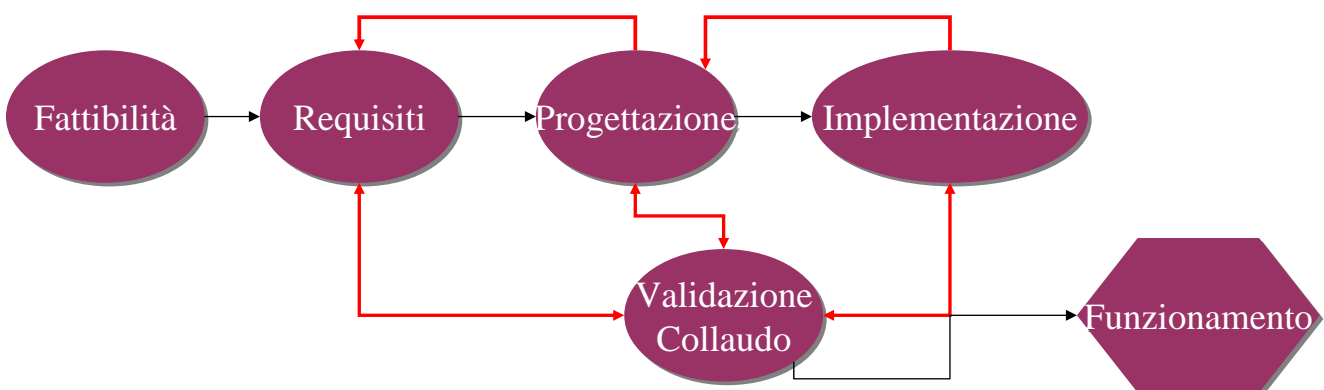 Fattibilità
Requisiti
Progettazione
Implementazione
Validazione
Collaudo
Funzionamento